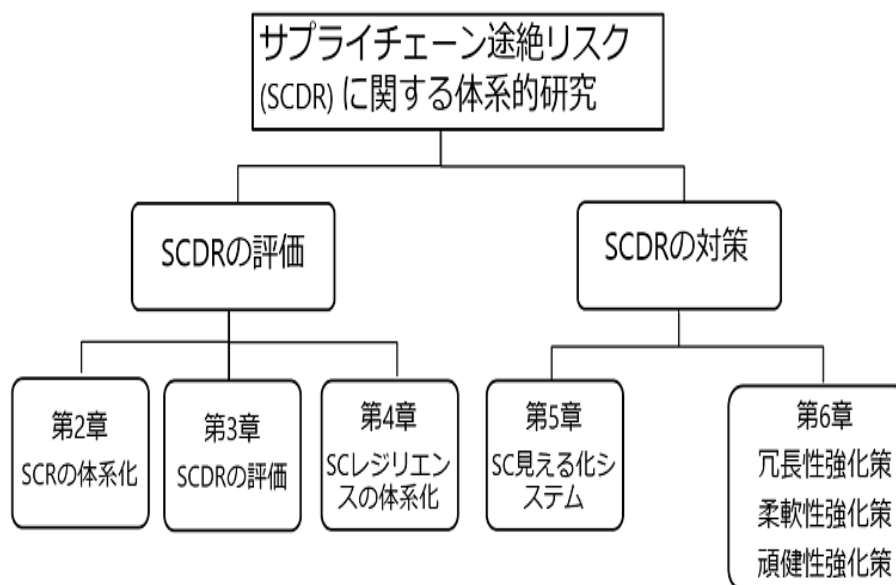 サプライチェーン途絶リスク
(SCDR) に関する体系的研究
SCDRの評価
SCDRの対策
第2章
SCRの体系化
第3章
SCDRの評価
第4章
SCレジリエン
スの体系化
第5章
SC見える化シ
ステム
第6章
冗長性強化策
柔軟性強化策
頑健性強化策